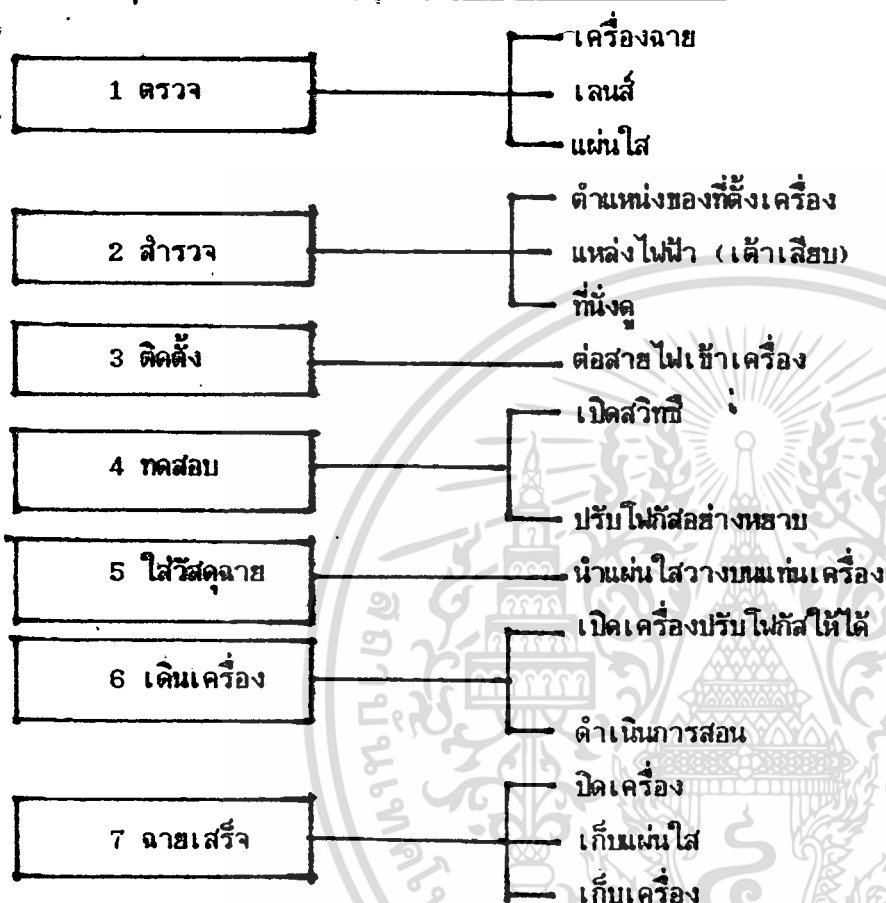 เครื่องฉาย
1 ตรวจ
เลนส์
แผ่นใส
ตำแหน่งของที่ตั้งเครื่อง
2 สำรวจ
แหล่งไฟฟ้า (เต้าเสียบ)
ที่นั่งดู
3 ติดตั้ง
ต่อสายไฟเข้าเครื่อง
เปิดสวิทซ์
4 ทดสอบ
ปรับโฟกัสอย่างหยาบ
5 ใส่วัสดุฉาย
นำแผ่นใสวางบนแท่นเครื่อง
เปิดเครื่องปรับโฟกัสให้ได้
6 เดินเครื่อง
ดำเนินการสอน
ปิดเครื่อง
7 ฉายเสร็จ
เก็บแผ่นใส
เก็บเครื่อง